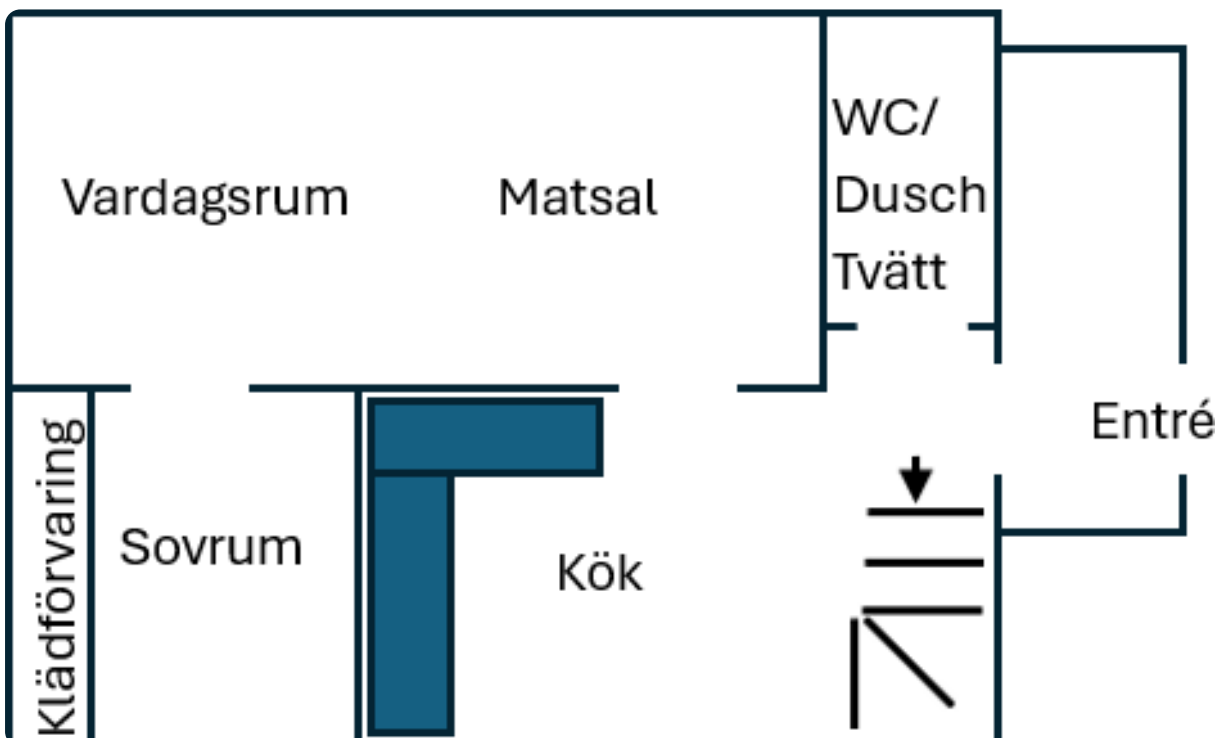 Vardagsrum
Matsal
WC/
Dusch
Tvätt
Entré
Klädförvaring
Sovrum
Kök